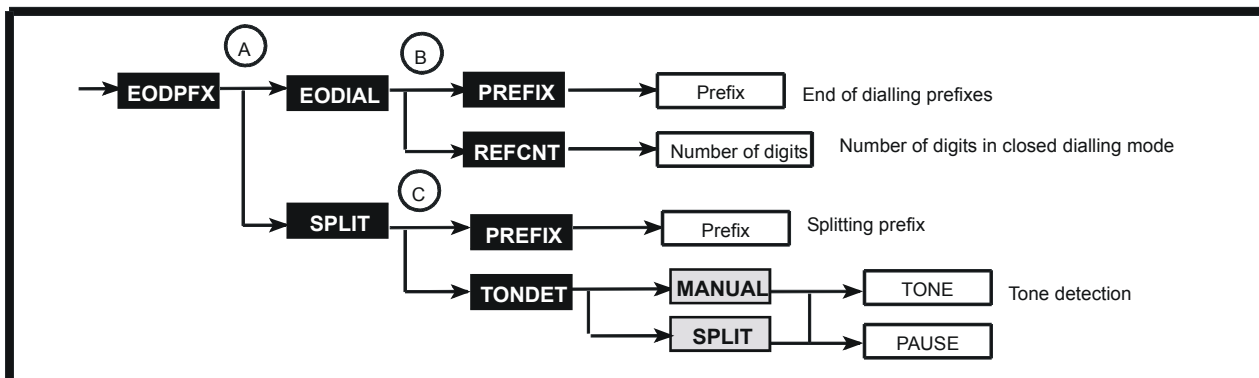 A
B
EODPFX EODIAL PREFIX Prefix End of dialling prefixes
REFCNT Number of digits Number of digits in closed dialling mode
C
SPLIT PREFIX Prefix Splitting prefix
TONDET MANUAL TONE Tone detection
SPLIT PAUSE